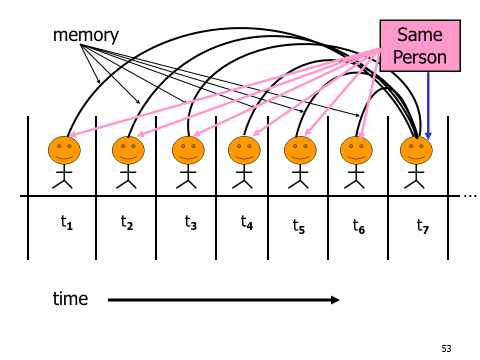 memory
Same
Person
t1 t2 t3 t4 t5 t6 t7 ...
time
53